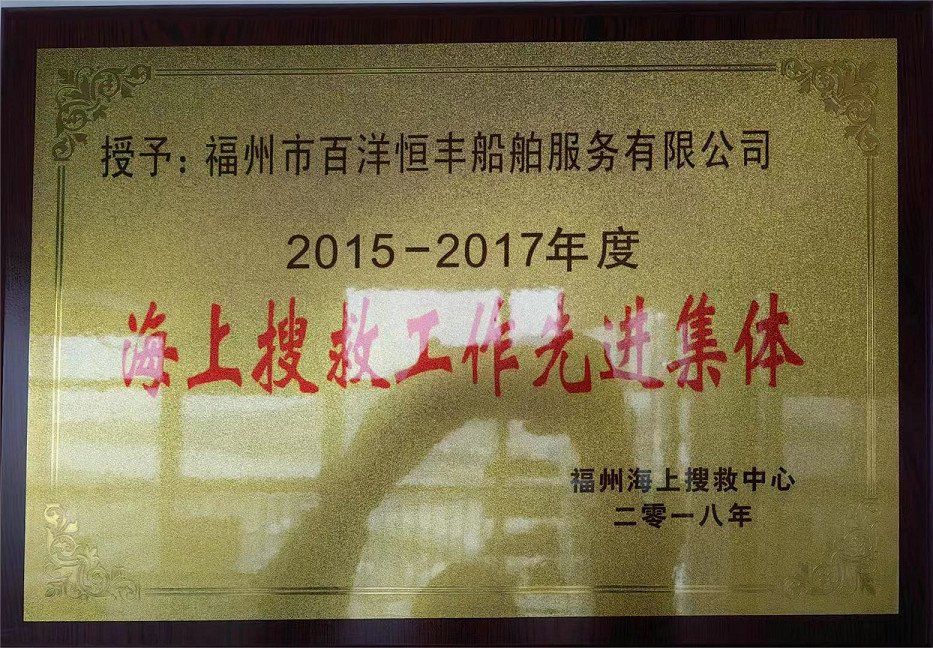 授予：福州市百洋恒丰船舶服务有限公司
2015-2017年度
海上搜救工作先进集体
福州海上搜救中心
二零一八年